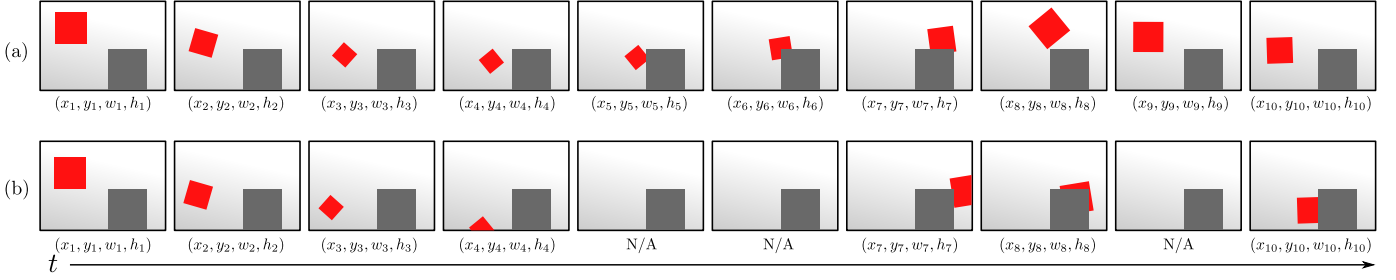 (a)
(x₁, y₁, w₁, h₁) (x₂, y₂, w₂, h₂) (x₃, y₃, w₃, h₃) (x₄, y₄, w₄, h₄) (x₅, y₅, w₅, h₅) (x₆, y₆, w₆, h₆) (x₇, y₇, w₇, h₇) (x₈, y₈, w₈, h₈) (x₉, y₉, w₉, h₉) (x₁₀, y₁₀, w₁₀, h₁₀)
(b)
(x₁, y₁, w₁, h₁) (x₂, y₂, w₂, h₂) (x₃, y₃, w₃, h₃) (x₄, y₄, w₄, h₄) N/A N/A (x₇, y₇, w₇, h₇) (x₈, y₈, w₈, h₈) N/A (x₁₀, y₁₀, w₁₀, h₁₀)
t